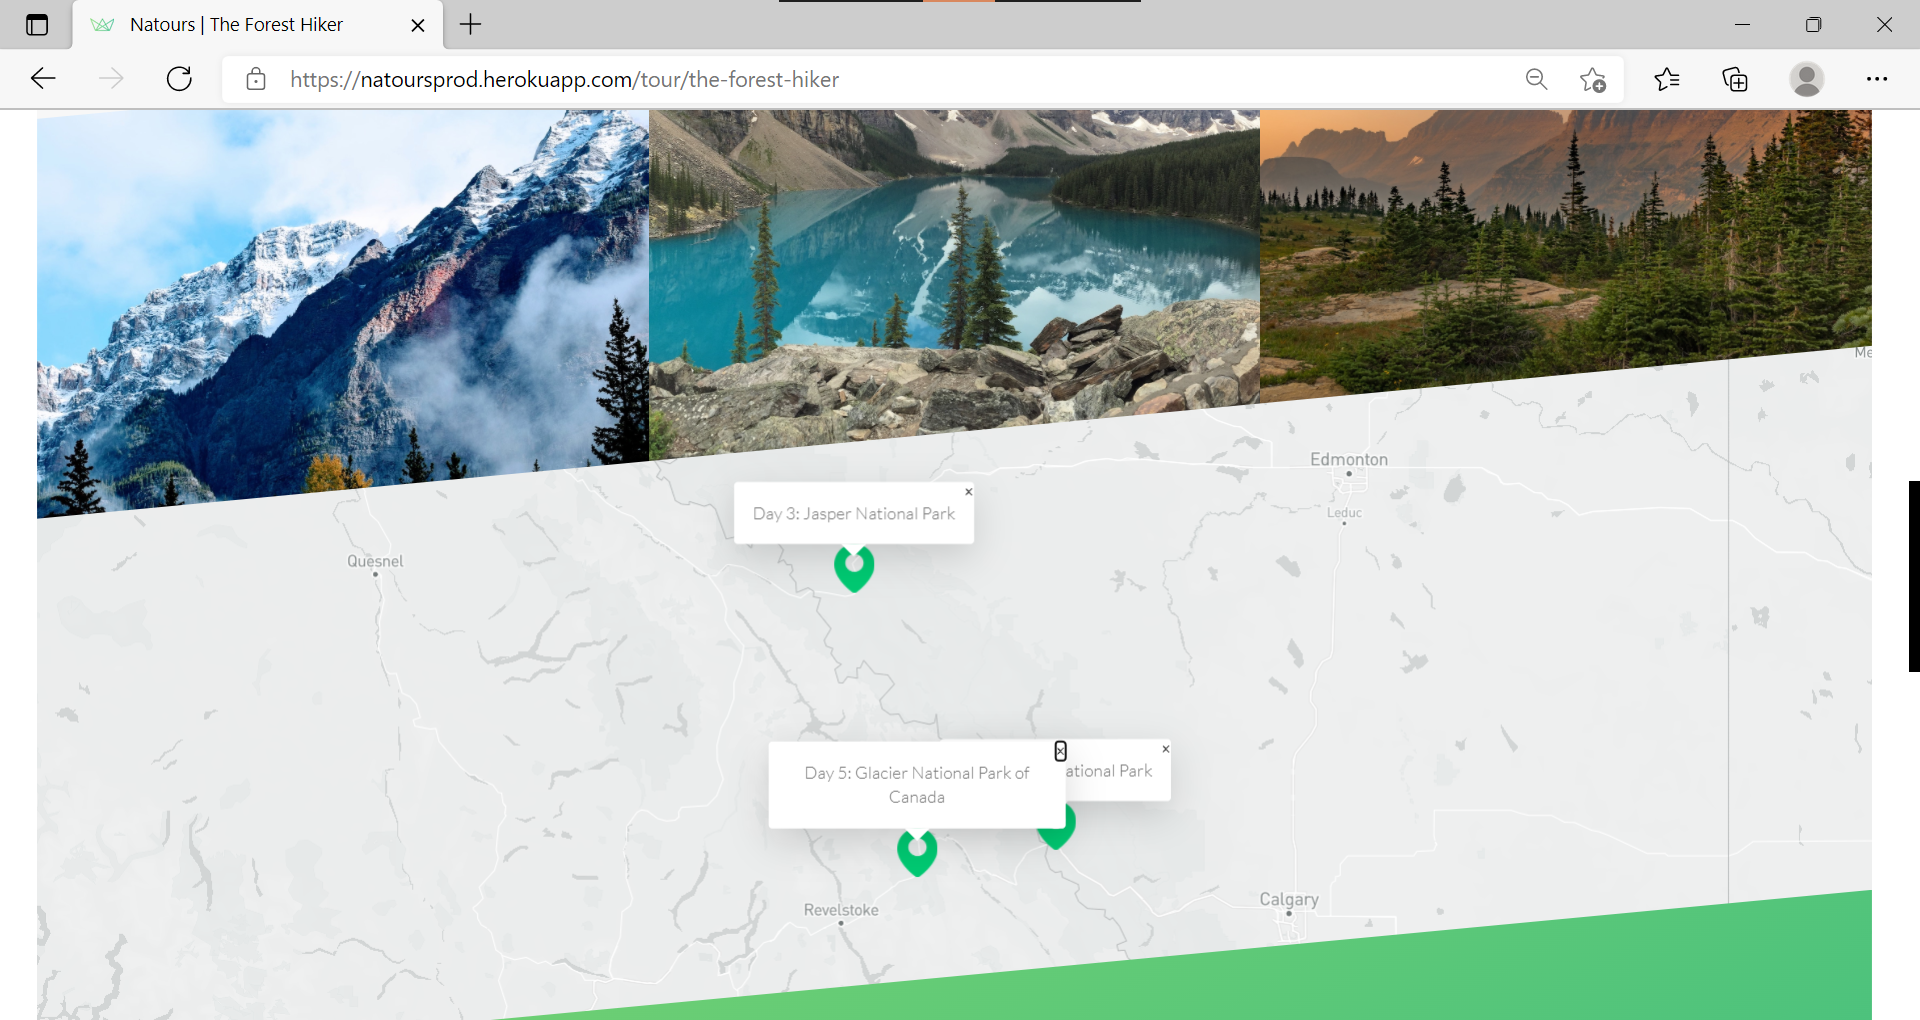 Natours | The Forest Hiker
https://natoursprod.herokuapp.com/tour/the-forest-hiker
Me
Edmonton
Day 3: Jasper National Park
Leduc
Quesnel
Day 5: Glacier National Park of
Canada
ational Park
Calgary
Revelstoke